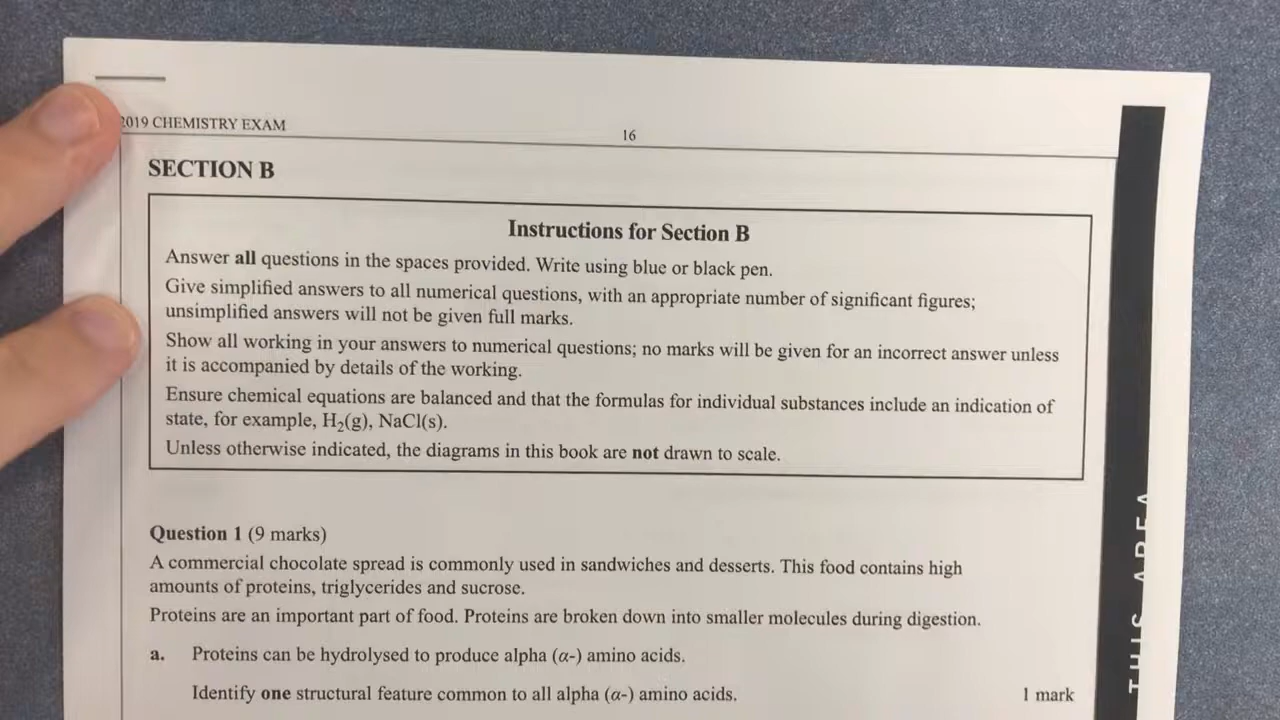 2019 CHEMISTRY EXAM
16
SECTION B
Instructions for Section B
Answer all questions in the spaces provided. Write using blue or black pen.
Give simplified answers to all numerical questions, with an appropriate number of significant figures;
unsimplified answers will not be given full marks.
Show all working in your answers to numerical questions; no marks will be given for an incorrect answer unless
it is accompanied by details of the working.
Ensure chemical equations are balanced and that the formulas for individual substances include an indication of
state, for example, H₂(g), NaCl(s).
Unless otherwise indicated, the diagrams in this book are not drawn to scale.
Question 1 (9 marks)
A commercial chocolate spread is commonly used in sandwiches and desserts. This food contains high
amounts of proteins, triglycerides and sucrose.
Proteins are an important part of food. Proteins are broken down into smaller molecules during digestion.
a. Proteins can be hydrolysed to produce alpha (α-) amino acids.
Identify one structural feature common to all alpha (α-) amino acids. 1 mark
THIS AREA